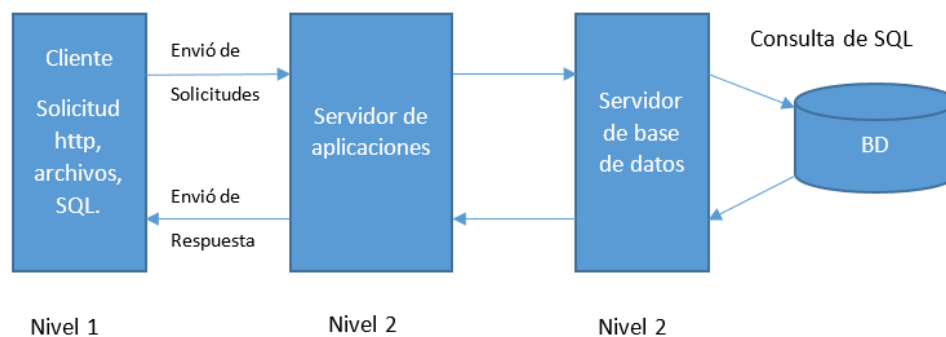 Cliente
Solicitud
http,
archivos,
SQL.
Envió de
Solicitudes
Envió de
Respuesta
Servidor de
aplicaciones
Servidor
de base
de datos
Consulta de SQL
BD
Nivel 1
Nivel 2
Nivel 2